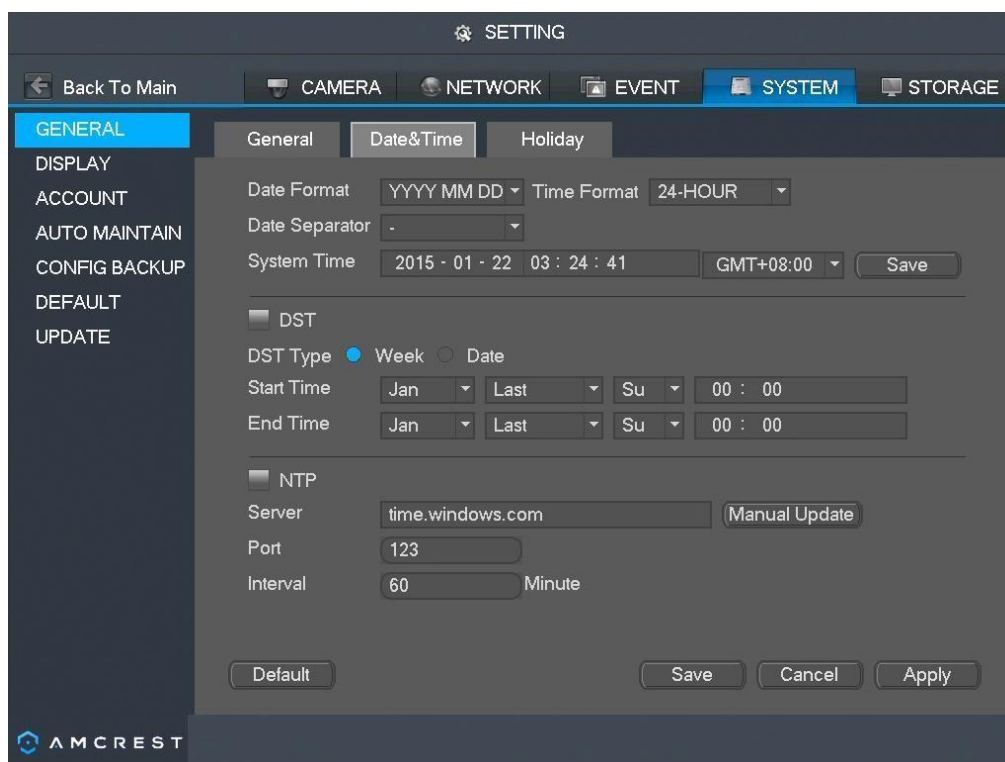 SETTING
Back To Main CAMERA NETWORK EVENT SYSTEM STORAGE
GENERAL
DISPLAY
ACCOUNT
AUTO MAINTAIN
CONFIG BACKUP
DEFAULT
UPDATE
General Date&Time Holiday
Date Format YYYY MM DD Time Format 24-HOUR
Date Separator -
System Time 2015 - 01 - 22 03 : 24 : 41 GMT+08:00 Save
DST
DST Type Week Date
Start Time Jan Last Su 00 : 00
End Time Jan Last Su 00 : 00
NTP
Server time.windows.com Manual Update
Port 123
Interval 60 Minute
Default Save Cancel Apply
AMCREST